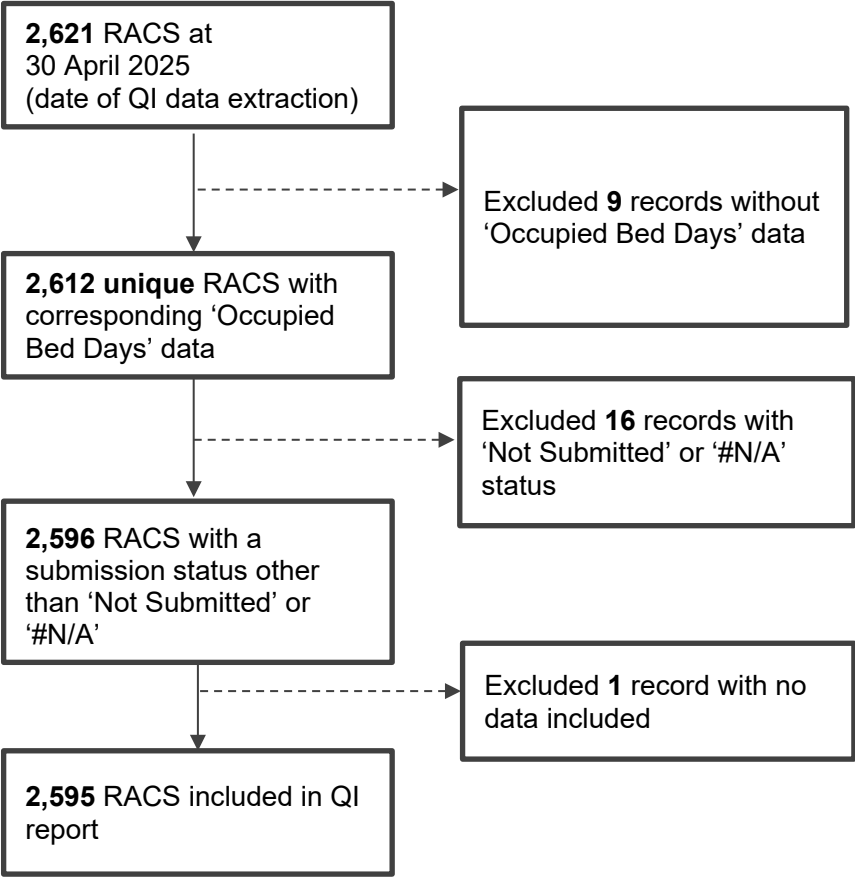 2,621 RACS at
30 April 2025
(date of QI data extraction)
Excluded 9 records without
‘Occupied Bed Days’ data
2,612 unique RACS with
corresponding ‘Occupied
Bed Days’ data
Excluded 16 records with
‘Not Submitted’ or ‘#N/A’
status
2,596 RACS with a
submission status other
than ‘Not Submitted’ or
‘#N/A’
Excluded 1 record with no
data included
2,595 RACS included in QI
report